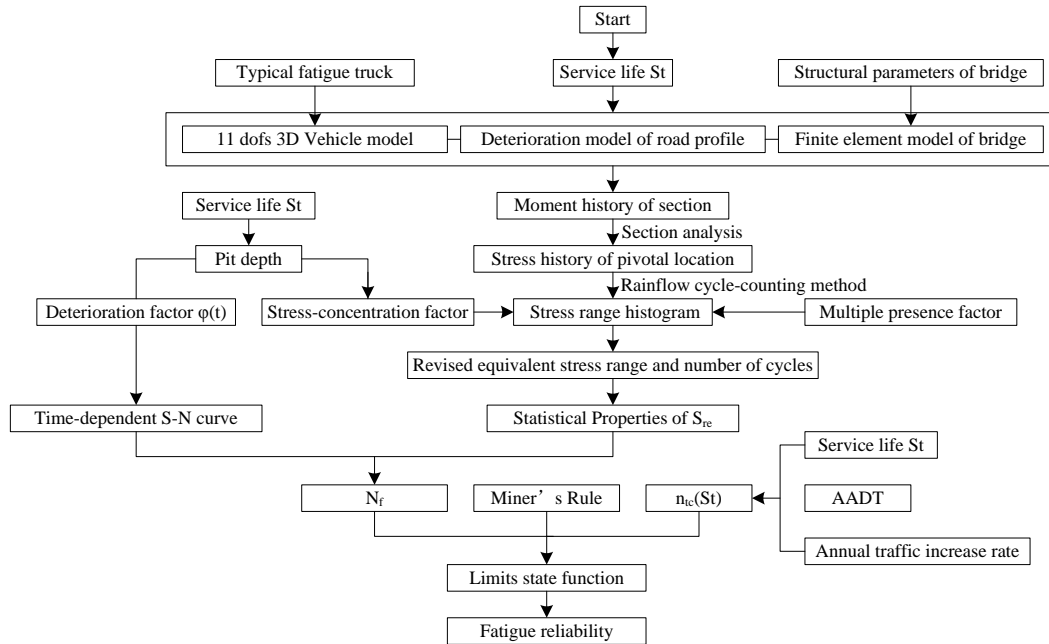 Start
Typical fatigue truck
Service life St
Structural parameters of bridge
11 dofs 3D Vehicle model
Deterioration model of road profile
Finite element model of bridge
Service life St
Moment history of section
Section analysis
Pit depth
Stress history of pivotal location
Rainflow cycle-counting method
Deterioration factor φ(t)
Stress-concentration factor
Stress range histogram
Multiple presence factor
Revised equivalent stress range and number of cycles
Time-dependent S-N curve
Statistical Properties of Sre
Service life St
Nf
Miner’s Rule
ntc(St)
AADT
Annual traffic increase rate
Limits state function
Fatigue reliability